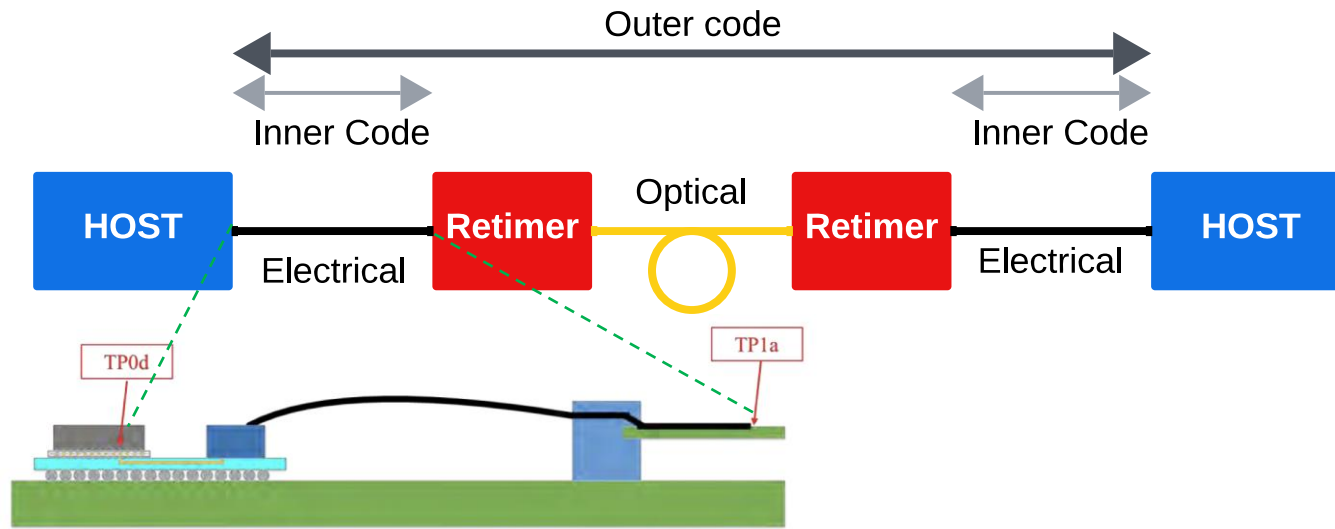 Outer code
Inner Code
Inner Code
HOST
Retimer
Optical
Retimer
HOST
Electrical
Electrical
TP0d
TP1a